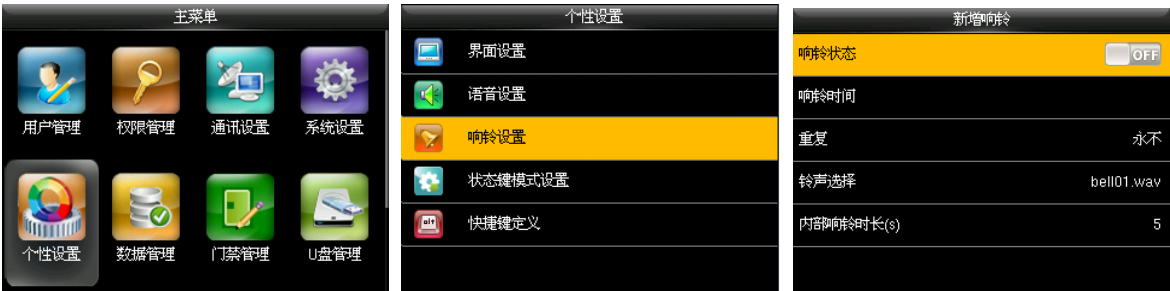 主菜单
用户管理 权限管理 通讯设置 系统设置
个性设置 数据管理 门禁管理 U盘管理
个性设置
界面设置
语音设置
响铃设置
状态键模式设置
alt
快捷键定义
新增响铃
响铃状态 OFF
响铃时间
重复 永不
铃声选择 bell01.wav
内部响铃时长(s) 5